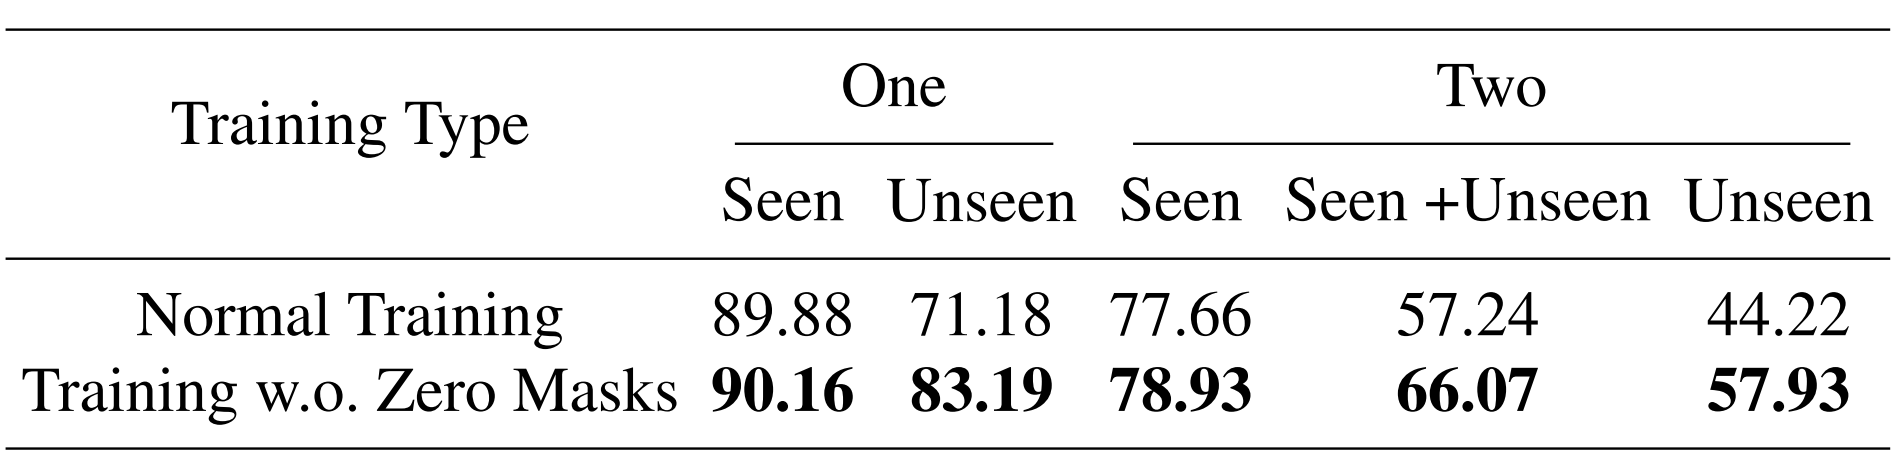 Training Type One Two
Seen Unseen Seen Seen +Unseen Unseen
Normal Training 89.88 71.18 77.66 57.24 44.22
Training w.o. Zero Masks 90.16 83.19 78.93 66.07 57.93